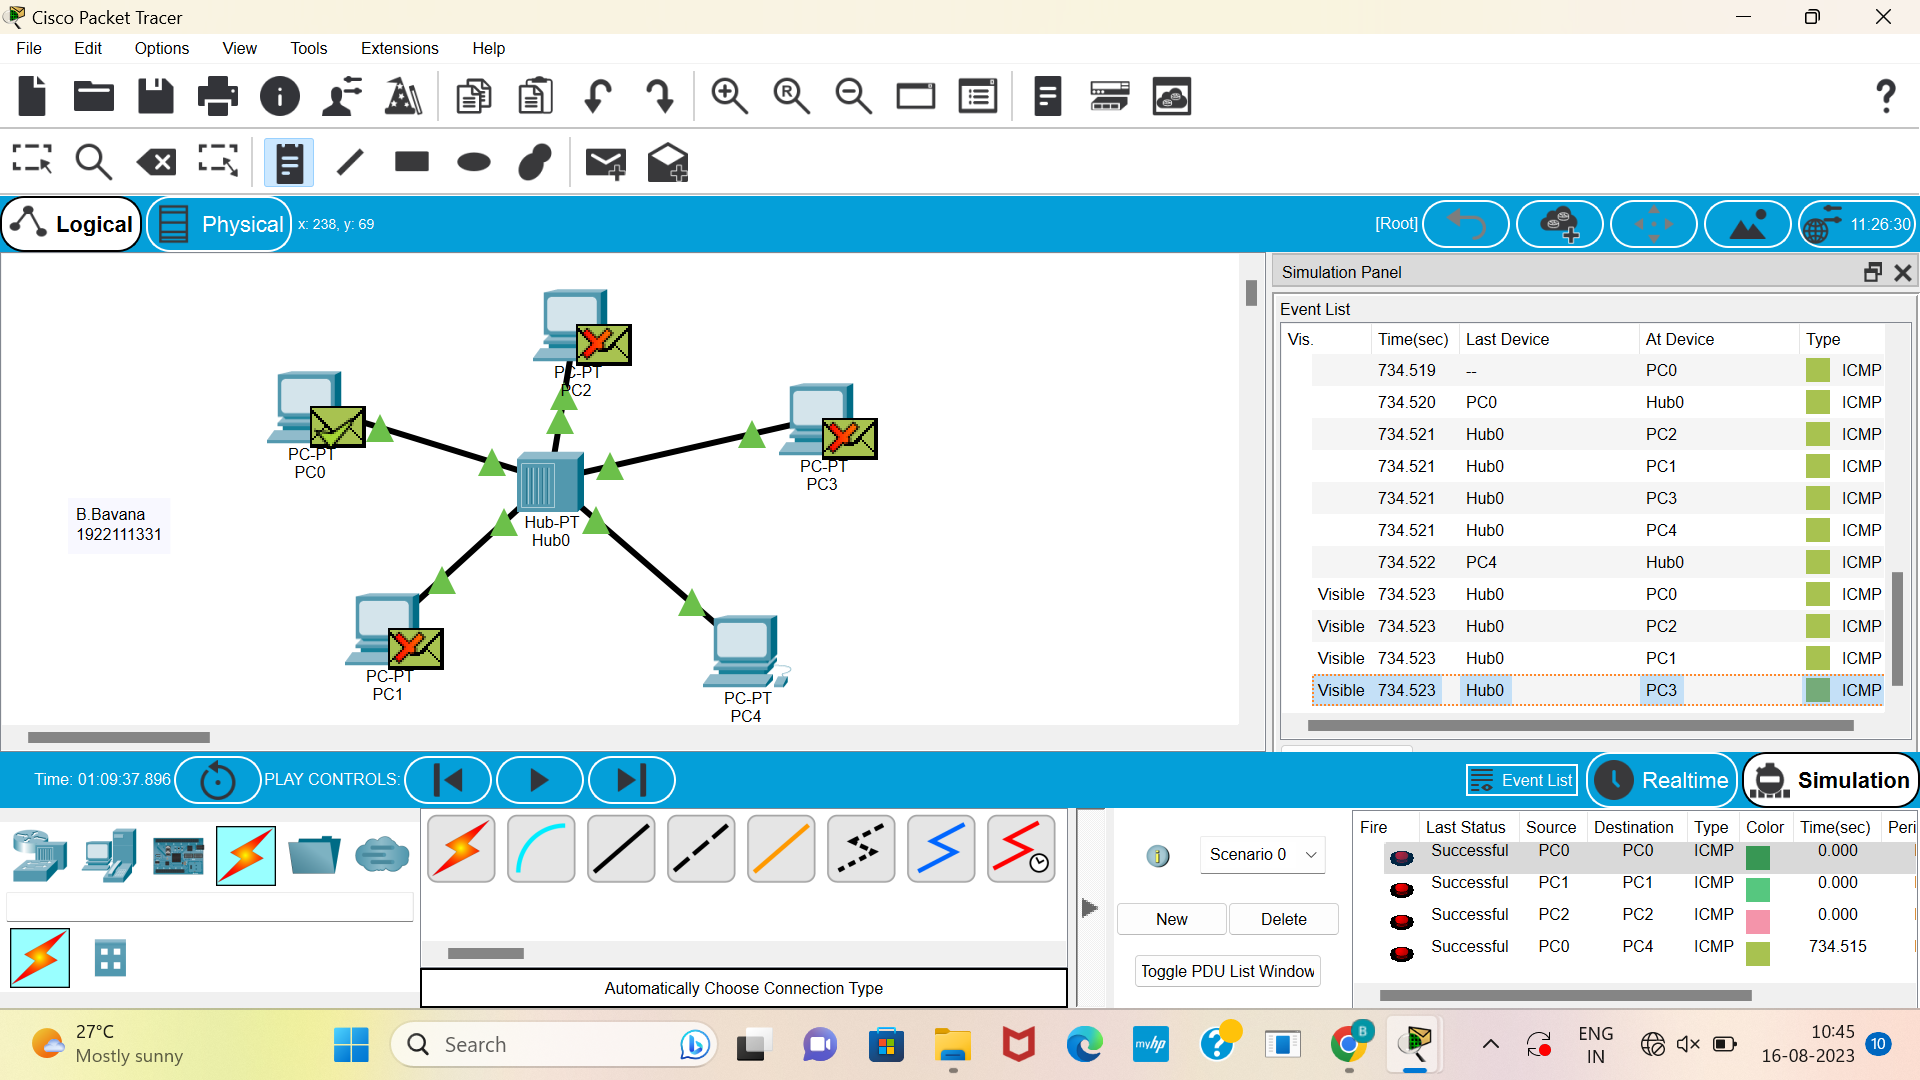 Cisco Packet Tracer
File Edit Options View Tools Extensions Help
Logical Physical x: 238, y: 69 [Root] 11:26:30
PC-PT
PC2
PC-PT
PC0
PC-PT
PC3
B.Bavana
1922111331
Hub-PT
Hub0
PC-PT
PC1
PC-PT
PC4
Simulation Panel
Event List
Vis. Time(sec) Last Device At Device Type
734.519 -- PC0 ICMP
734.520 PC0 Hub0 ICMP
734.521 Hub0 PC2 ICMP
734.521 Hub0 PC1 ICMP
734.521 Hub0 PC3 ICMP
734.521 Hub0 PC4 ICMP
734.522 PC4 Hub0 ICMP
Visible 734.523 Hub0 PC0 ICMP
Visible 734.523 Hub0 PC2 ICMP
Visible 734.523 Hub0 PC1 ICMP
Visible 734.523 Hub0 PC3 ICMP
Time: 01:09:37.896 PLAY CONTROLS: Event List Realtime Simulation
Automatically Choose Connection Type
Scenario 0
New Delete
Toggle PDU List Window
Fire Last Status Source Destination Type Color Time(sec) Peri
Successful PC0 PC0 ICMP 0.000
Successful PC1 PC1 ICMP 0.000
Successful PC2 PC2 ICMP 0.000
Successful PC0 PC4 ICMP 734.515
27°C
Mostly sunny
Search
myhp
B
ENG
IN
10:45
16-08-2023
10